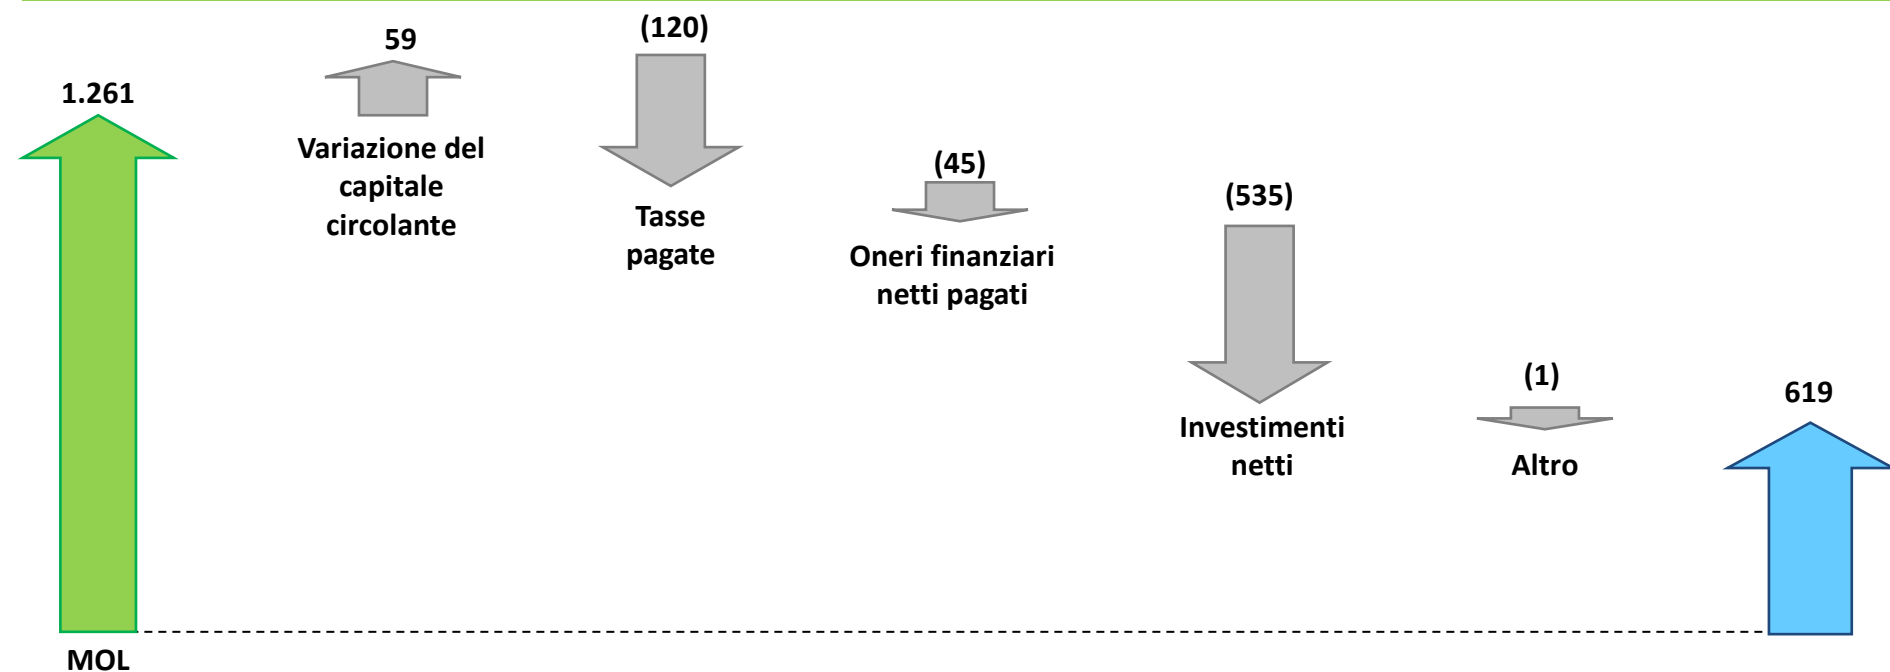 1.261
MOL
59
Variazione del
capitale
circolante
(120)
Tasse
pagate
(45)
Oneri finanziari
netti pagati
(535)
Investimenti
netti
(1)
Altro
619